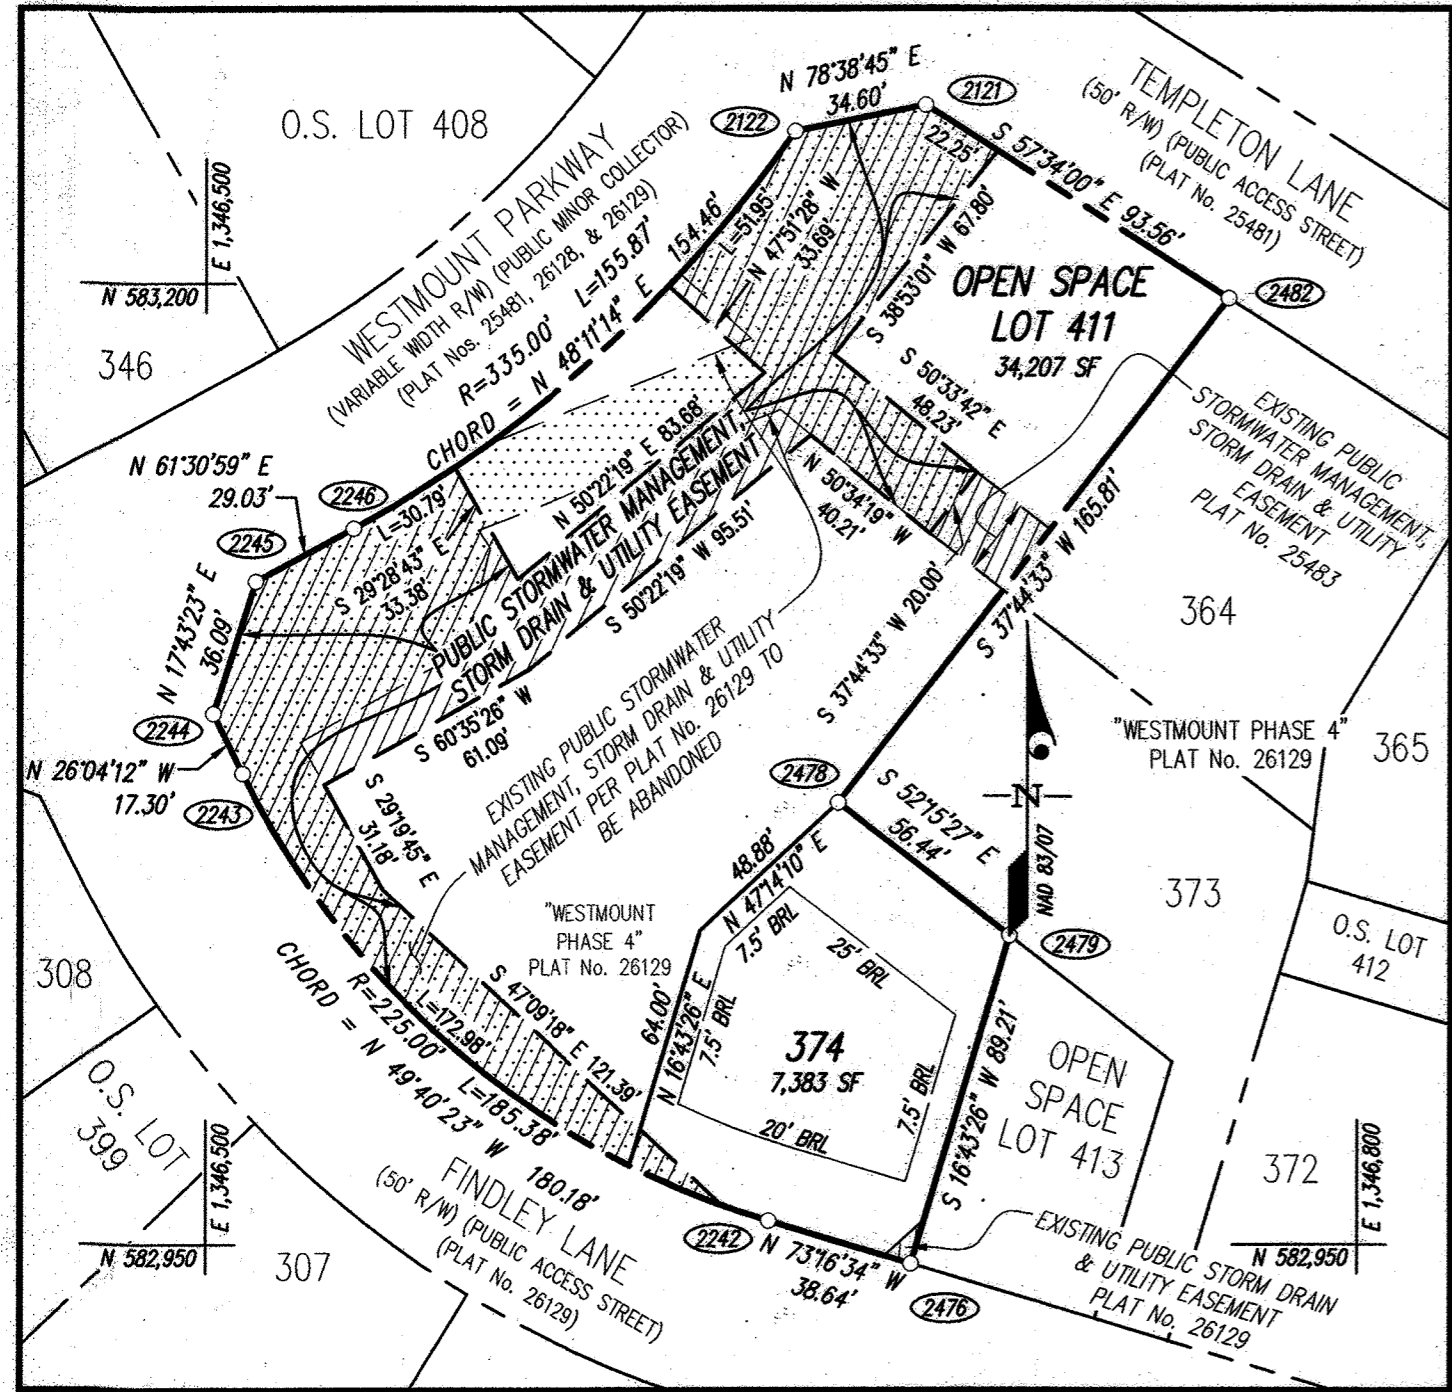 N 78°38'45" E
34.60'
2122
2121
22.25'
S 57°34'00" E 93.56'
TEMPLETON LANE
(50' R/W) (PUBLIC ACCESS STREET)
(PLAT No. 25481)
O.S. LOT 408
E 1,346,500
N 583,200
346
WESTMOUNT PARKWAY
(VARIABLE WIDTH R/W) (PUBLIC MINOR COLLECTOR)
(PLAT Nos. 25481, 26128, & 26129)
R=335.00' L=155.87'
CHORD = N 48°11'14" E 154.46'
L=51.95'
N 47°51'28" W
33.69'
S 38°53'01" W 67.80'
OPEN SPACE
LOT 411
34,207 SF
2482
S 50°33'42" E
48.23'
EXISTING PUBLIC
STORMWATER MANAGEMENT,
STORM DRAIN & UTILITY
EASEMENT
PLAT No. 25483
N 61°30'59" E
29.03'
2246
2245
L=30.79'
S 29°28'43" E
33.38'
N 50°22'19" E 83.68'
PUBLIC STORMWATER MANAGEMENT,
STORM DRAIN & UTILITY EASEMENT
S 50°22'19" W 95.51'
N 50°34'19" W
40.21'
S 37°44'33" W 165.81'
S 37°44'33" W 20.00'
364
N 17°43'23" E
36.09'
2244
N 26°04'12" W
17.30'
2243
S 60°35'26" W
61.09'
S 29°19'45" E
31.18'
EXISTING PUBLIC STORMWATER
MANAGEMENT, STORM DRAIN & UTILITY
EASEMENT PER PLAT No. 26129 TO
BE ABANDONED
2478
S 52°15'27" E
56.44'
"WESTMOUNT PHASE 4"
PLAT No. 26129
365
N
NAD 83/07
373
2479
O.S. LOT
412
"WESTMOUNT
PHASE 4"
PLAT No. 26129
48.88'
N 47°14'10" E
7.5' BRL
25' BRL
64.00'
N 16°43'26" E
7.5' BRL
374
7,383 SF
7.5' BRL
20' BRL
S 16°43'26" W 89.21'
OPEN
SPACE
LOT 413
308
R=225.00' L=185.38'
CHORD = N 49°40'23" W 180.18'
L=172.98'
S 47°09'18" E 121.39'
O.S. LOT
399
E 1,346,500
N 582,950
307
FINDLEY LANE
(50' R/W) (PUBLIC ACCESS STREET)
(PLAT No. 26129)
2242
N 73°16'34" W
38.64'
2476
372
E 1,346,800
N 582,950
EXISTING PUBLIC STORM DRAIN
& UTILITY EASEMENT
PLAT No. 26129